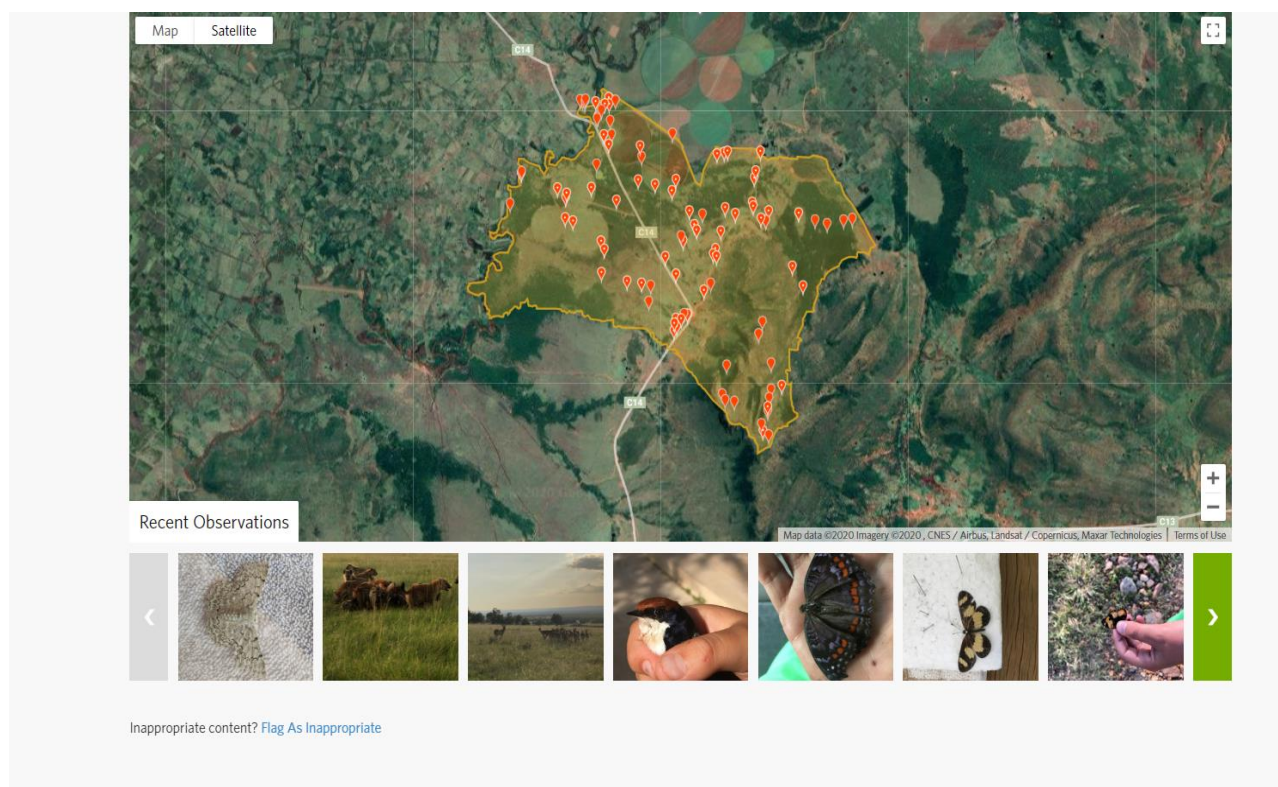 Map Satellite
C14
C14
C14
C13
Recent Observations
Map data ©2020 Imagery ©2020 , CNES / Airbus, Landsat / Copernicus, Maxar Technologies Terms of Use
Inappropriate content? Flag As Inappropriate